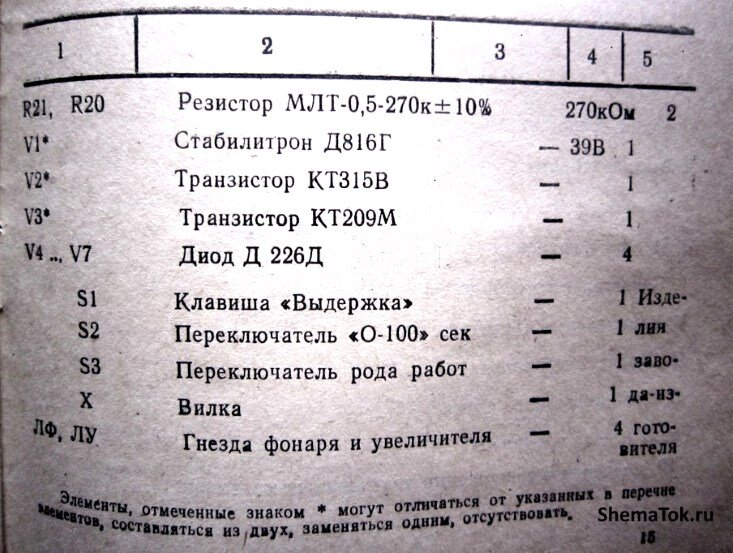 1 2 3 4 5
R21, R20 Резистор МЛТ-0,5-270к±10% 270кОм 2
V1* Стабилитрон Д816Г — 39В 1
V2* Транзистор КТ315В — 1
V3* Транзистор КТ209М — 1
V4 .., V7 Диод Д 226Д — 4
S1 Клавиша «Выдержка» — 1 Изде-
S2 Переключатель «О-100» сек — 1 лия
S3 Переключатель рода работ — 1 заво-
X Вилка — 1 да-из-
ЛФ, ЛУ Гнезда фонаря и увеличителя — 4 гото-
вителя
Элементы, отмеченные знаком * могут отличаться от указанных в перечне
элементов, составляться из двух, заменяться одним, отсутствовать.
ShemaTok.ru
15